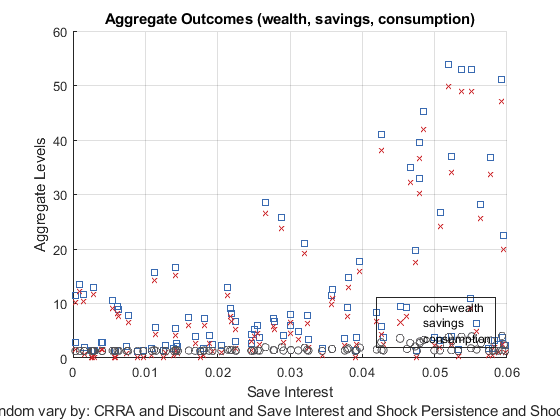 Aggregate Outcomes (wealth, savings, consumption)
60
50
40
30
20
10
0
Aggregate Levels
coh=wealth
savings
consumption
0 0.01 0.02 0.03 0.04 0.05 0.06
Save Interest
ndom vary by: CRRA and Discount and Save Interest and Shock Persistence and Sho